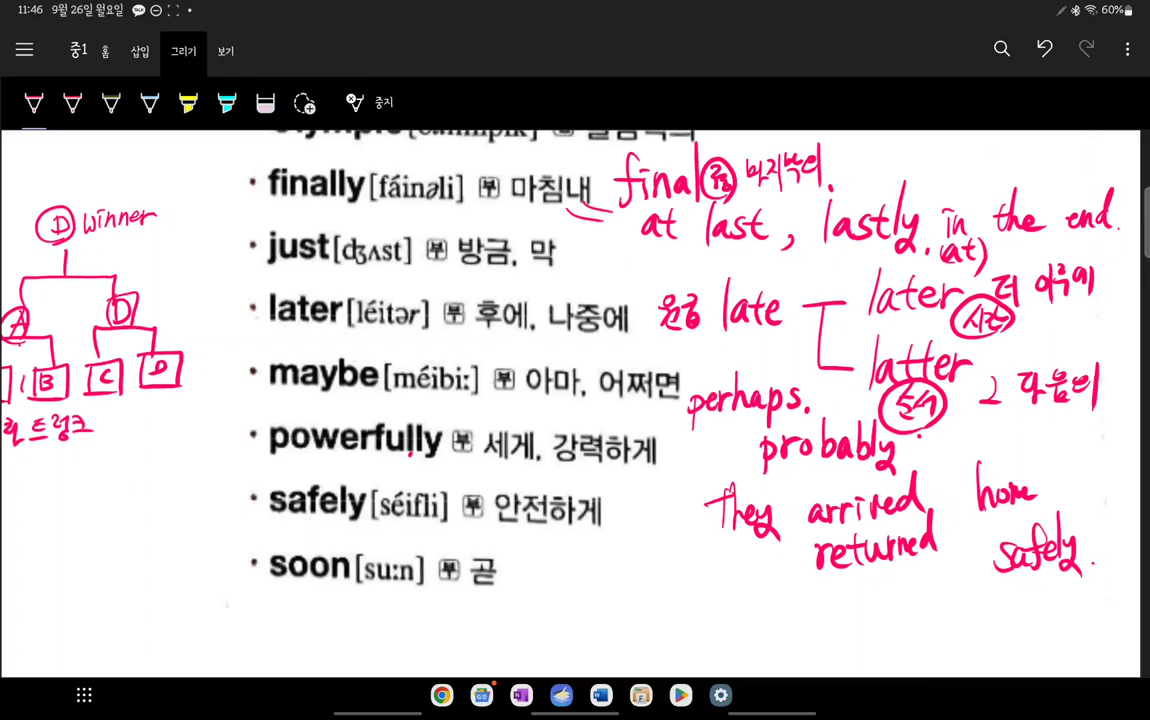 11:46 9월 26일 월요일 60%
중1 홈 삽입 그리기 보기
중지
finally [fáinəli] 부 마침내
final 형 마지막의.
at last, lastly. in the end.
(at)
just [dʒʌst] 부 방금, 막
later [léitər] 부 후에, 나중에
원급 late
later 더 이후에
시간
latter 그 다음의
순서
maybe [méibi:] 부 아마, 어쩌면
perhaps.
probably.
powerfully 부 세게, 강력하게
safely [séifli] 부 안전하게
They arrived home
returned safely.
soon [su:n] 부 곧
D winner
A D
B C D
트렁크